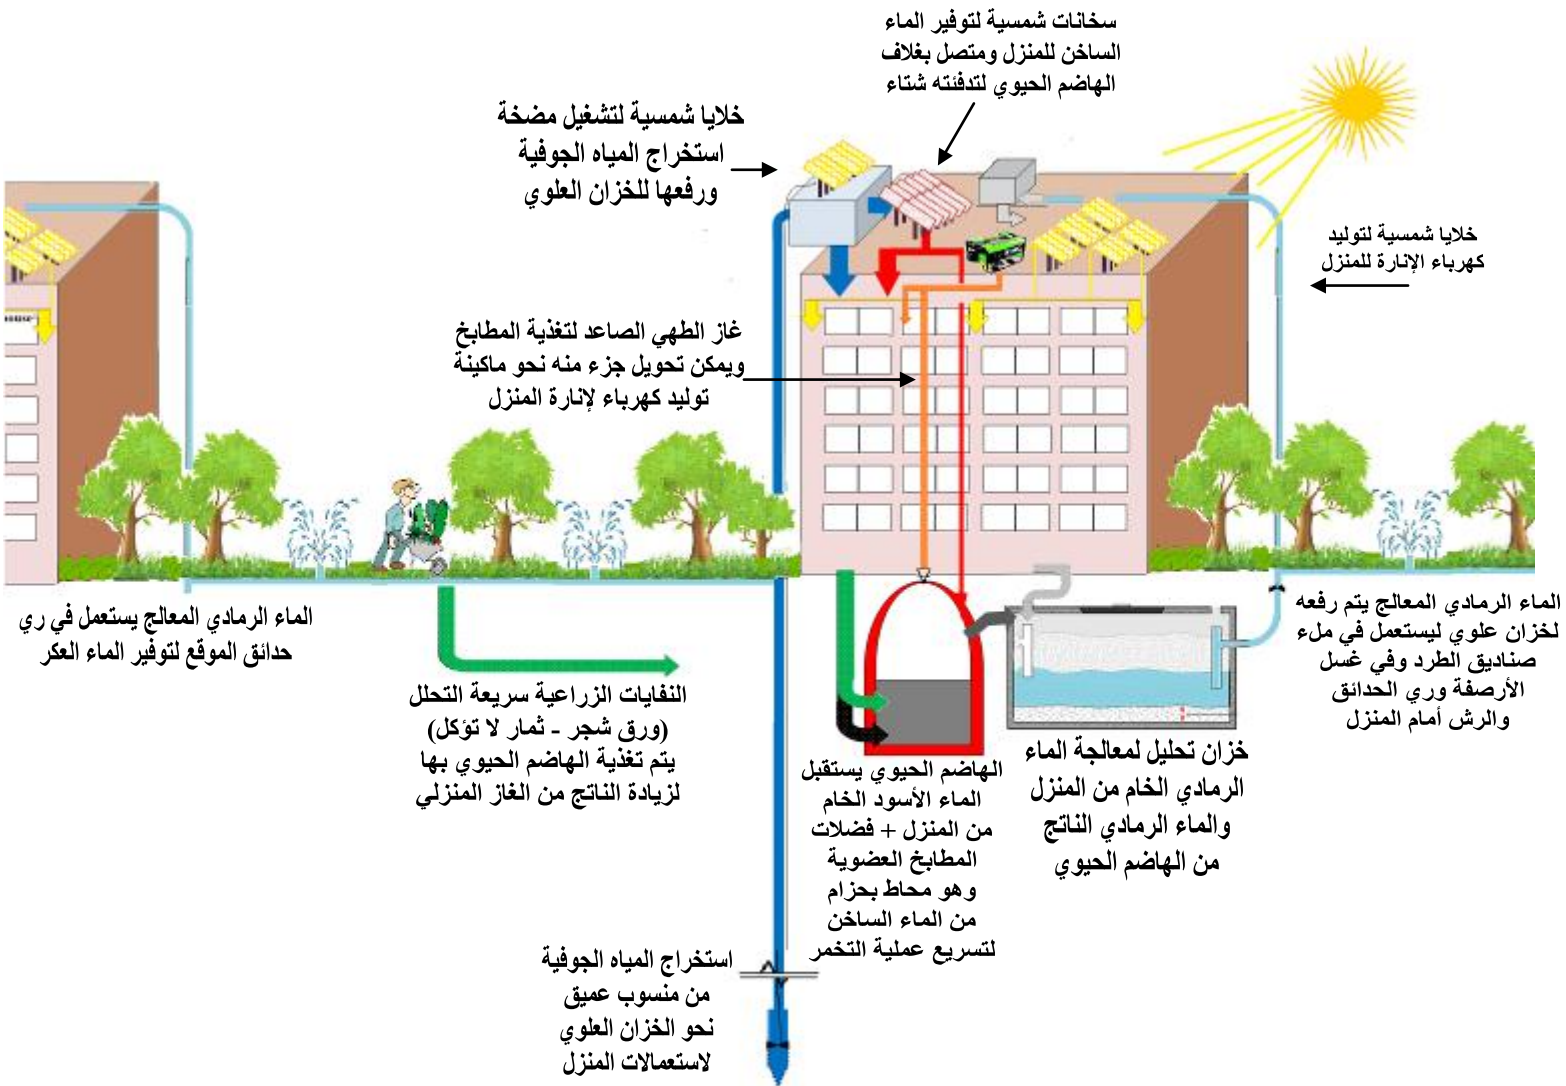 سخانات شمسية لتوفير الماء
الساخن للمنزل ومتصل بغلاف
الهاضم الحيوي لتدفئته شتاء
خلايا شمسية لتشغيل مضخة
استخراج المياه الجوفية
ورفعها للخزان العلوي
خلايا شمسية لتوليد
كهرباء الإنارة للمنزل
غاز الطهي الصاعد لتغذية المطابخ
ويمكن تحويل جزء منه نحو ماكينة
توليد كهرباء لإنارة المنزل
الماء الرمادي المعالج يتم رفعه
لخزان علوي ليستعمل في ملء
صناديق الطرد وفي غسل
الأرصفة وري الحدائق
والرش أمام المنزل
الماء الرمادي المعالج يستعمل في ري
حدائق الموقع لتوفير الماء العكر
النفايات الزراعية سريعة التحلل
(ورق شجر - ثمار لا تؤكل)
يتم تغذية الهاضم الحيوي بها
لزيادة الناتج من الغاز المنزلي
خزان تحليل لمعالجة الماء
الرمادي الخام من المنزل
والماء الرمادي الناتج
من الهاضم الحيوي
الهاضم الحيوي يستقبل
الماء الأسود الخام
من المنزل + فضلات
المطابخ العضوية
وهو محاط بحزام
من الماء الساخن
لتسريع عملية التخمر
استخراج المياه الجوفية
من منسوب عميق
نحو الخزان العلوي
لاستعمالات المنزل